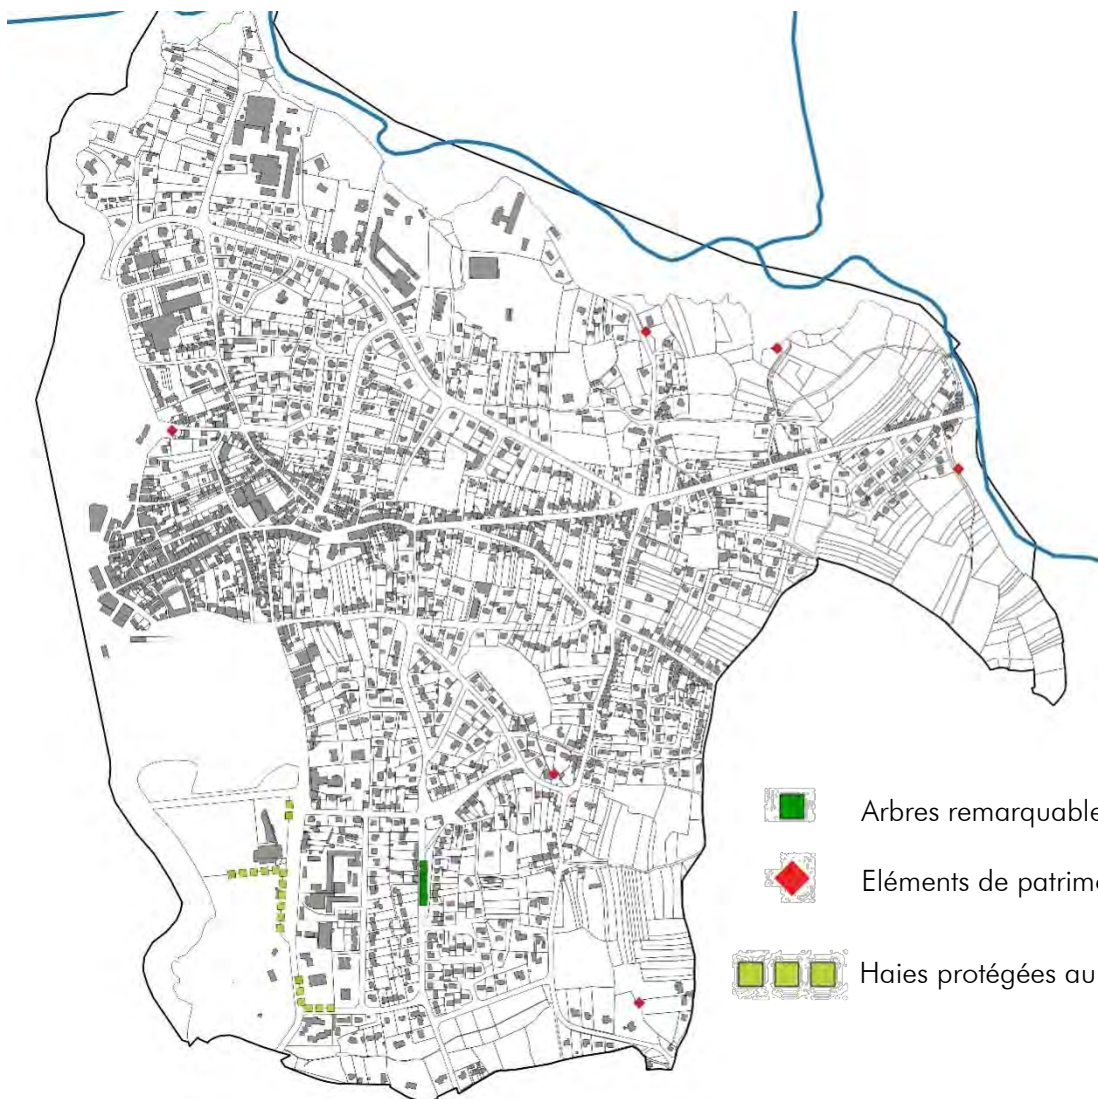 Arbres remarquable
Eléments de patrim
Haies protégées au